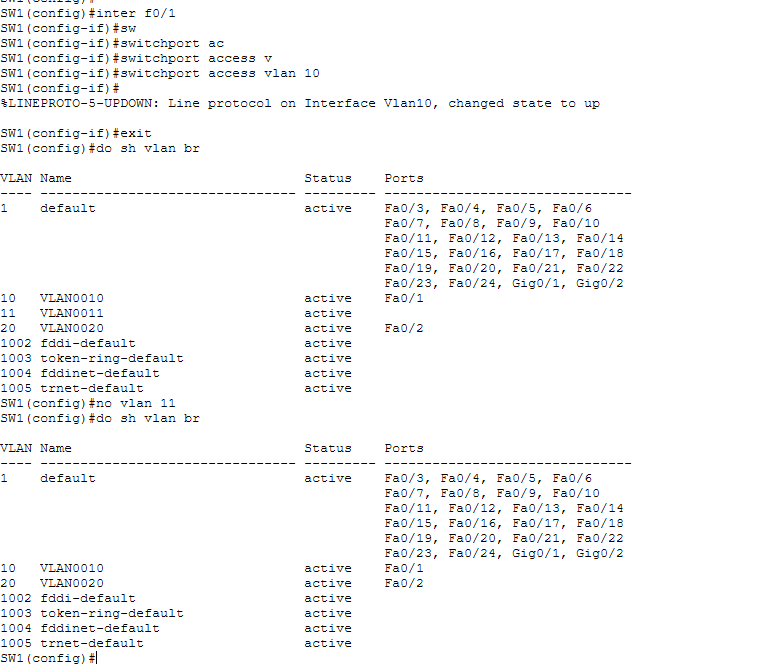 SW1(config)#inter f0/1
SW1(config-if)#sw
SW1(config-if)#switchport ac
SW1(config-if)#switchport access v
SW1(config-if)#switchport access vlan 10
SW1(config-if)#
%LINEPROTO-5-UPDOWN: Line protocol on Interface Vlan10, changed state to up

SW1(config-if)#exit
SW1(config)#do sh vlan br

VLAN Name                             Status    Ports
---- -------------------------------- --------- -------------------------------
1    default                          active    Fa0/3, Fa0/4, Fa0/5, Fa0/6
                                                Fa0/7, Fa0/8, Fa0/9, Fa0/10
                                                Fa0/11, Fa0/12, Fa0/13, Fa0/14
                                                Fa0/15, Fa0/16, Fa0/17, Fa0/18
                                                Fa0/19, Fa0/20, Fa0/21, Fa0/22
                                                Fa0/23, Fa0/24, Gig0/1, Gig0/2
10   VLAN0010                         active    Fa0/1
11   VLAN0011                         active
20   VLAN0020                         active    Fa0/2
1002 fddi-default                     active
1003 token-ring-default               active
1004 fddinet-default                  active
1005 trnet-default                    active
SW1(config)#no vlan 11
SW1(config)#do sh vlan br

VLAN Name                             Status    Ports
---- -------------------------------- --------- -------------------------------
1    default                          active    Fa0/3, Fa0/4, Fa0/5, Fa0/6
                                                Fa0/7, Fa0/8, Fa0/9, Fa0/10
                                                Fa0/11, Fa0/12, Fa0/13, Fa0/14
                                                Fa0/15, Fa0/16, Fa0/17, Fa0/18
                                                Fa0/19, Fa0/20, Fa0/21, Fa0/22
                                                Fa0/23, Fa0/24, Gig0/1, Gig0/2
10   VLAN0010                         active    Fa0/1
20   VLAN0020                         active    Fa0/2
1002 fddi-default                     active
1003 token-ring-default               active
1004 fddinet-default                  active
1005 trnet-default                    active
SW1(config)#